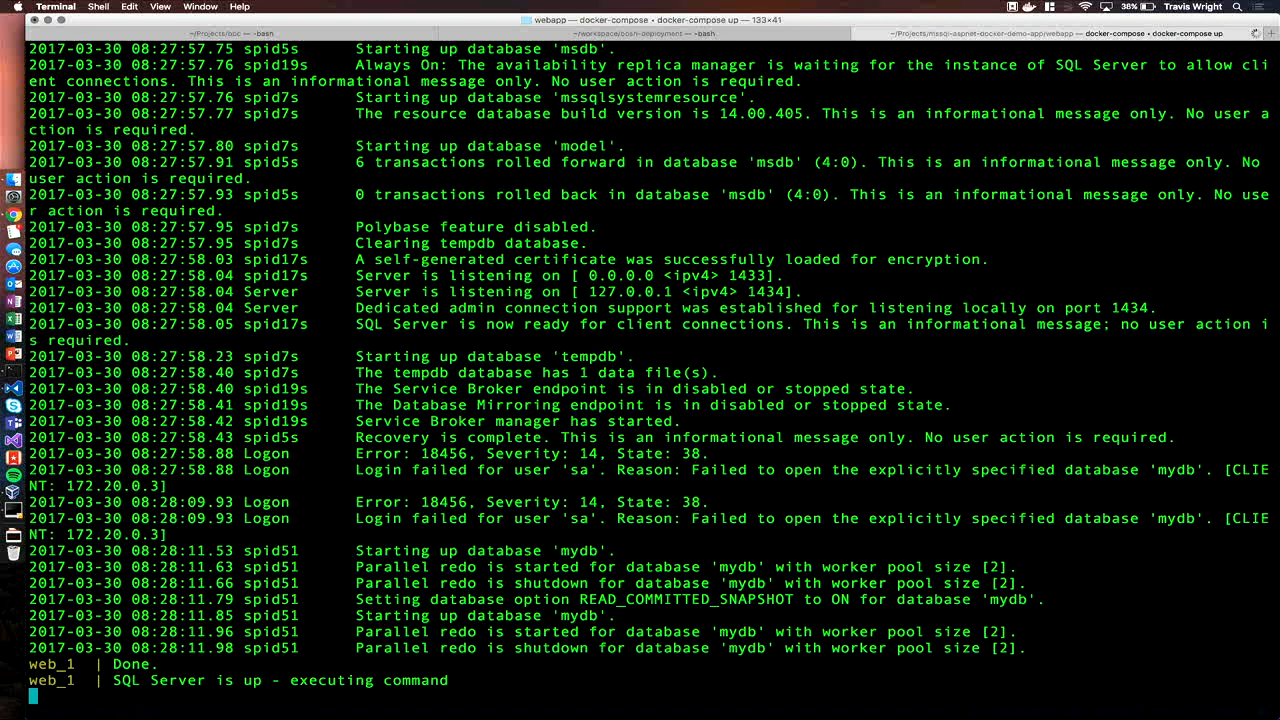 Terminal Shell Edit View Window Help 38% Travis Wright
webapp — docker-compose • docker-compose up — 133×41
~/Projects/bbc — -bash ~/workspace/bosh-deployment — -bash ~/Projects/mssql-aspnet-docker-demo-app/webapp — docker-compose • docker-compose up
2017-03-30 08:27:57.75 spid5s Starting up database 'msdb'.
2017-03-30 08:27:57.76 spid19s Always On: The availability replica manager is waiting for the instance of SQL Server to allow cli
ent connections. This is an informational message only. No user action is required.
2017-03-30 08:27:57.76 spid7s Starting up database 'mssqlsystemresource'.
2017-03-30 08:27:57.77 spid7s The resource database build version is 14.00.405. This is an informational message only. No user a
ction is required.
2017-03-30 08:27:57.80 spid7s Starting up database 'model'.
2017-03-30 08:27:57.91 spid5s 6 transactions rolled forward in database 'msdb' (4:0). This is an informational message only. No
user action is required.
2017-03-30 08:27:57.93 spid5s 0 transactions rolled back in database 'msdb' (4:0). This is an informational message only. No use
r action is required.
2017-03-30 08:27:57.95 spid7s Polybase feature disabled.
2017-03-30 08:27:57.95 spid7s Clearing tempdb database.
2017-03-30 08:27:58.03 spid17s A self-generated certificate was successfully loaded for encryption.
2017-03-30 08:27:58.04 spid17s Server is listening on [ 0.0.0.0 <ipv4> 1433].
2017-03-30 08:27:58.04 Server Server is listening on [ 127.0.0.1 <ipv4> 1434].
2017-03-30 08:27:58.04 Server Dedicated admin connection support was established for listening locally on port 1434.
2017-03-30 08:27:58.05 spid17s SQL Server is now ready for client connections. This is an informational message; no user action i
s required.
2017-03-30 08:27:58.23 spid7s Starting up database 'tempdb'.
2017-03-30 08:27:58.40 spid7s The tempdb database has 1 data file(s).
2017-03-30 08:27:58.40 spid19s The Service Broker endpoint is in disabled or stopped state.
2017-03-30 08:27:58.41 spid19s The Database Mirroring endpoint is in disabled or stopped state.
2017-03-30 08:27:58.42 spid19s Service Broker manager has started.
2017-03-30 08:27:58.43 spid5s Recovery is complete. This is an informational message only. No user action is required.
2017-03-30 08:27:58.88 Logon Error: 18456, Severity: 14, State: 38.
2017-03-30 08:27:58.88 Logon Login failed for user 'sa'. Reason: Failed to open the explicitly specified database 'mydb'. [CLIE
NT: 172.20.0.3]
2017-03-30 08:28:09.93 Logon Error: 18456, Severity: 14, State: 38.
2017-03-30 08:28:09.93 Logon Login failed for user 'sa'. Reason: Failed to open the explicitly specified database 'mydb'. [CLIE
NT: 172.20.0.3]
2017-03-30 08:28:11.53 spid51 Starting up database 'mydb'.
2017-03-30 08:28:11.63 spid51 Parallel redo is started for database 'mydb' with worker pool size [2].
2017-03-30 08:28:11.66 spid51 Parallel redo is shutdown for database 'mydb' with worker pool size [2].
2017-03-30 08:28:11.79 spid51 Setting database option READ_COMMITTED_SNAPSHOT to ON for database 'mydb'.
2017-03-30 08:28:11.85 spid51 Starting up database 'mydb'.
2017-03-30 08:28:11.96 spid51 Parallel redo is started for database 'mydb' with worker pool size [2].
2017-03-30 08:28:11.98 spid51 Parallel redo is shutdown for database 'mydb' with worker pool size [2].
web_1 | Done.
web_1 | SQL Server is up - executing command